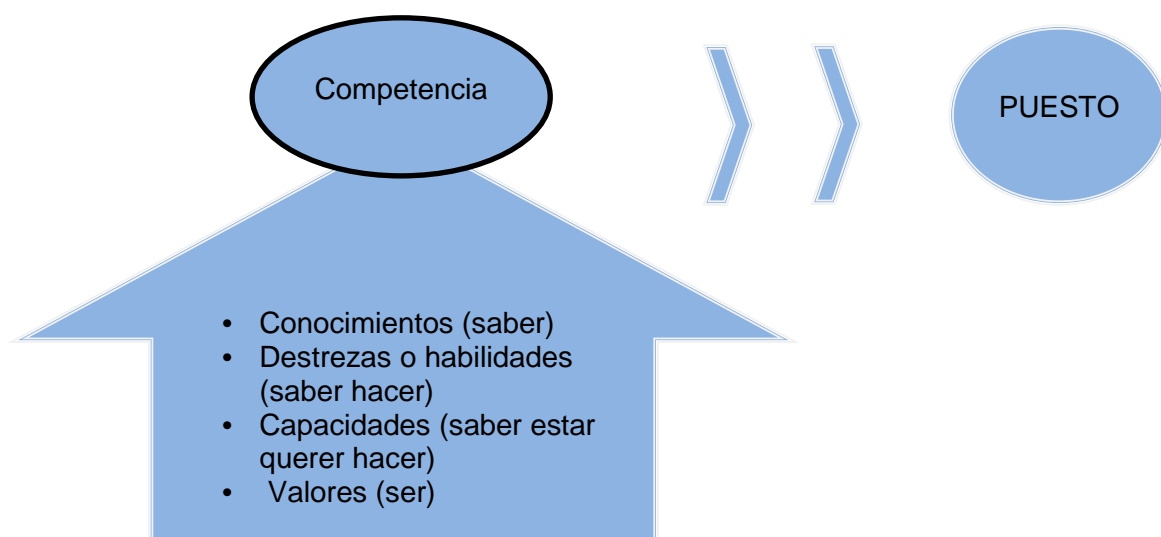 Competencia
PUESTO
• Conocimientos (saber)
• Destrezas o habilidades
(saber hacer)
• Capacidades (saber estar
querer hacer)
• Valores (ser)